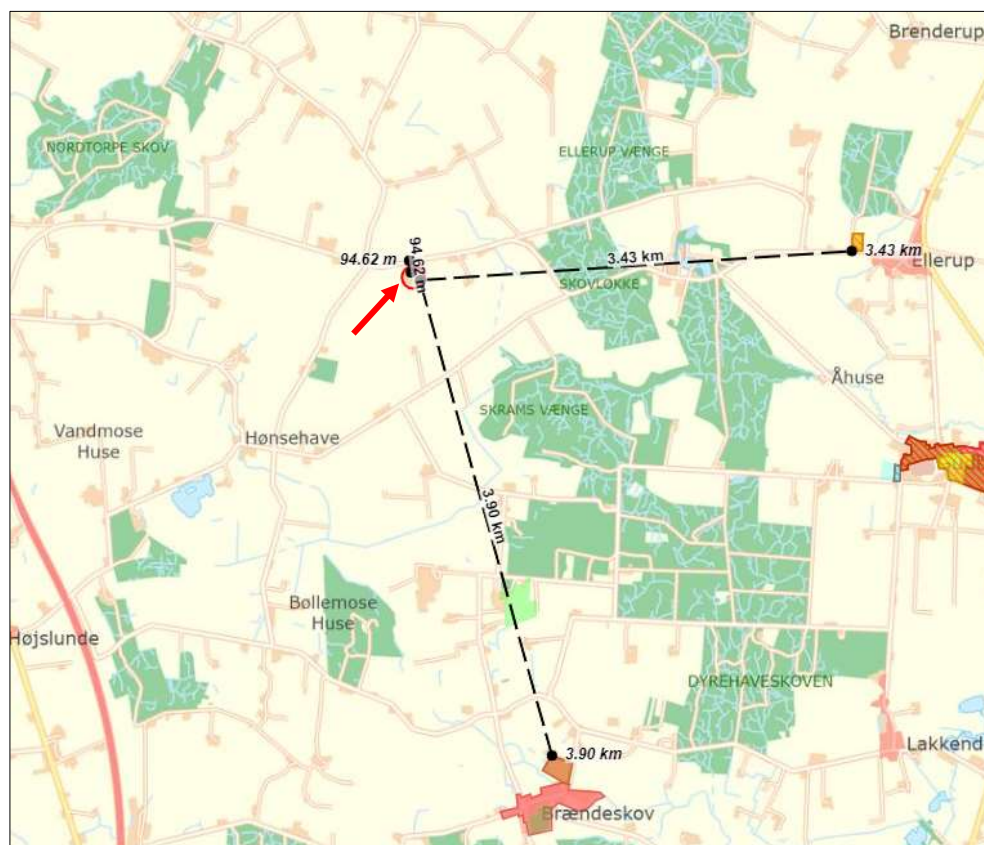 Brenderup
NORDTORPE SKOV
ELLERUP VÆNGE
94.62 m
94.62 m
3.43 km
3.43 km
Ellerup
SKOVLØKKE
Åhuse
SKRAMS VÆNGE
Vandmose
Huse
Hønsehave
3.90 km
Bøllemose
Huse
Højslunde
DYREHAVESKOVEN
Lakkend
3.90 km
Brændeskov